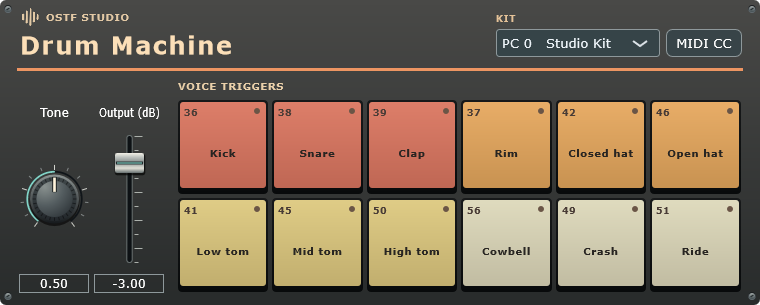 OSTF STUDIO
Drum Machine
KIT
PC 0 Studio Kit
MIDI CC
VOICE TRIGGERS
Tone
Output (dB)
0.50
-3.00
36
Kick
38
Snare
39
Clap
37
Rim
42
Closed hat
46
Open hat
41
Low tom
45
Mid tom
50
High tom
56
Cowbell
49
Crash
51
Ride